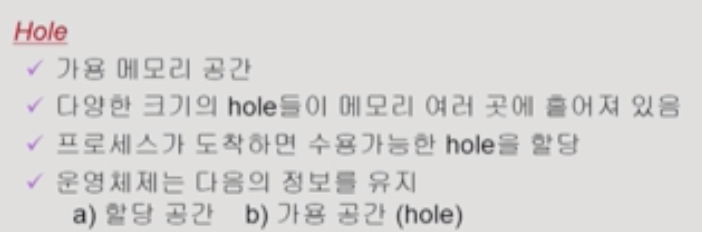 Hole
✓ 가용 메모리 공간
✓ 다양한 크기의 hole들이 메모리 여러 곳에 흩어져 있음
✓ 프로세스가 도착하면 수용가능한 hole을 할당
✓ 운영체제는 다음의 정보를 유지
a) 할당 공간 b) 가용 공간 (hole)